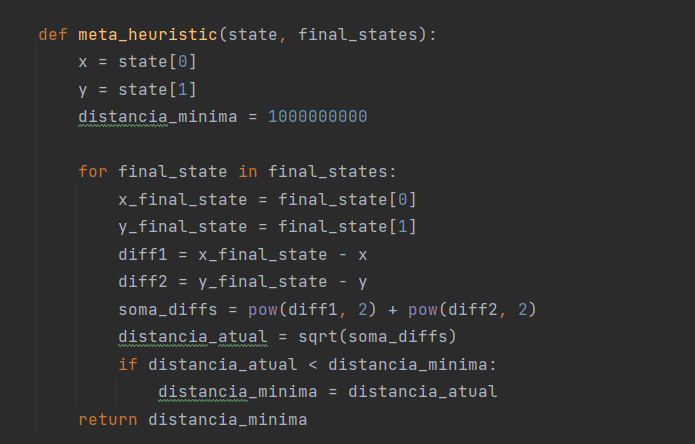 def meta_heuristic(state, final_states):
    x = state[0]
    y = state[1]
    distancia_minima = 1000000000

    for final_state in final_states:
        x_final_state = final_state[0]
        y_final_state = final_state[1]
        diff1 = x_final_state - x
        diff2 = y_final_state - y
        soma_diffs = pow(diff1, 2) + pow(diff2, 2)
        distancia_atual = sqrt(soma_diffs)
        if distancia_atual < distancia_minima:
            distancia_minima = distancia_atual
    return distancia_minima